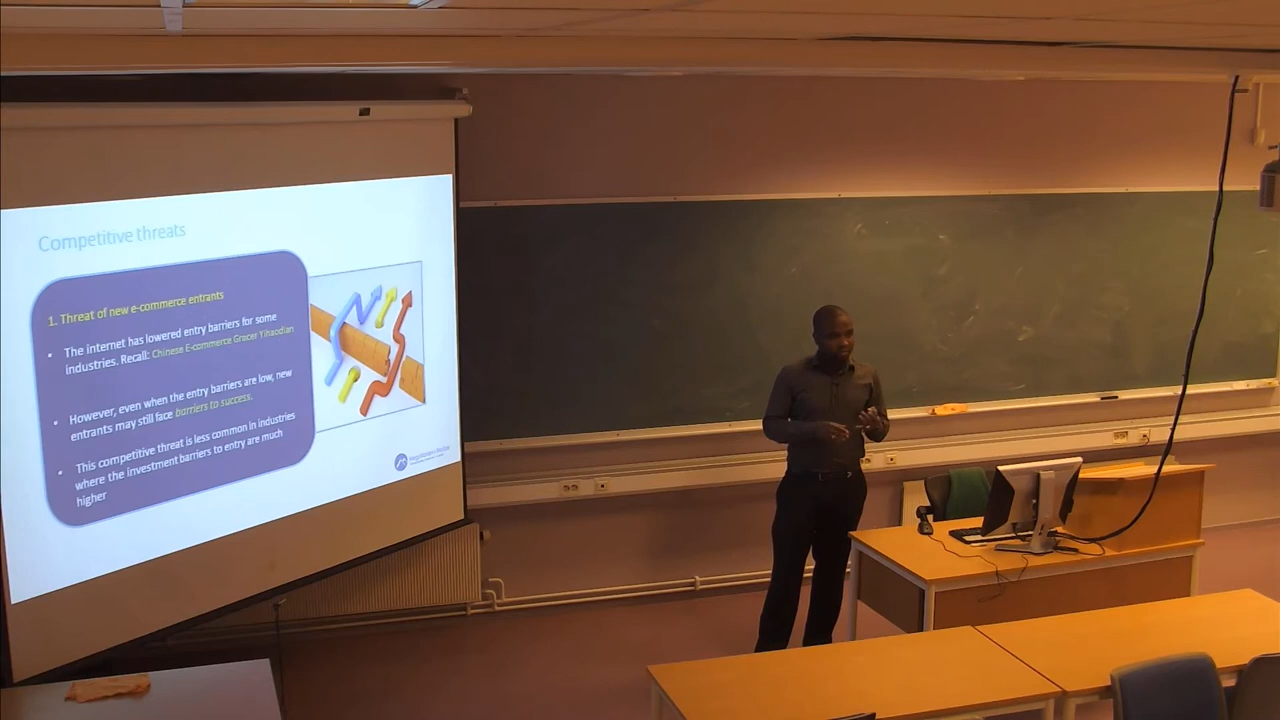 Competitive threats
1. Threat of new e-commerce entrants
• The internet has lowered entry barriers for some
industries. Recall: Chinese E-commerce Grocer Yihaodian
• However, even when the entry barriers are low, new
entrants may still face barriers to success.
• This competitive threat is less common in industries
where the investment barriers to entry are much
higher